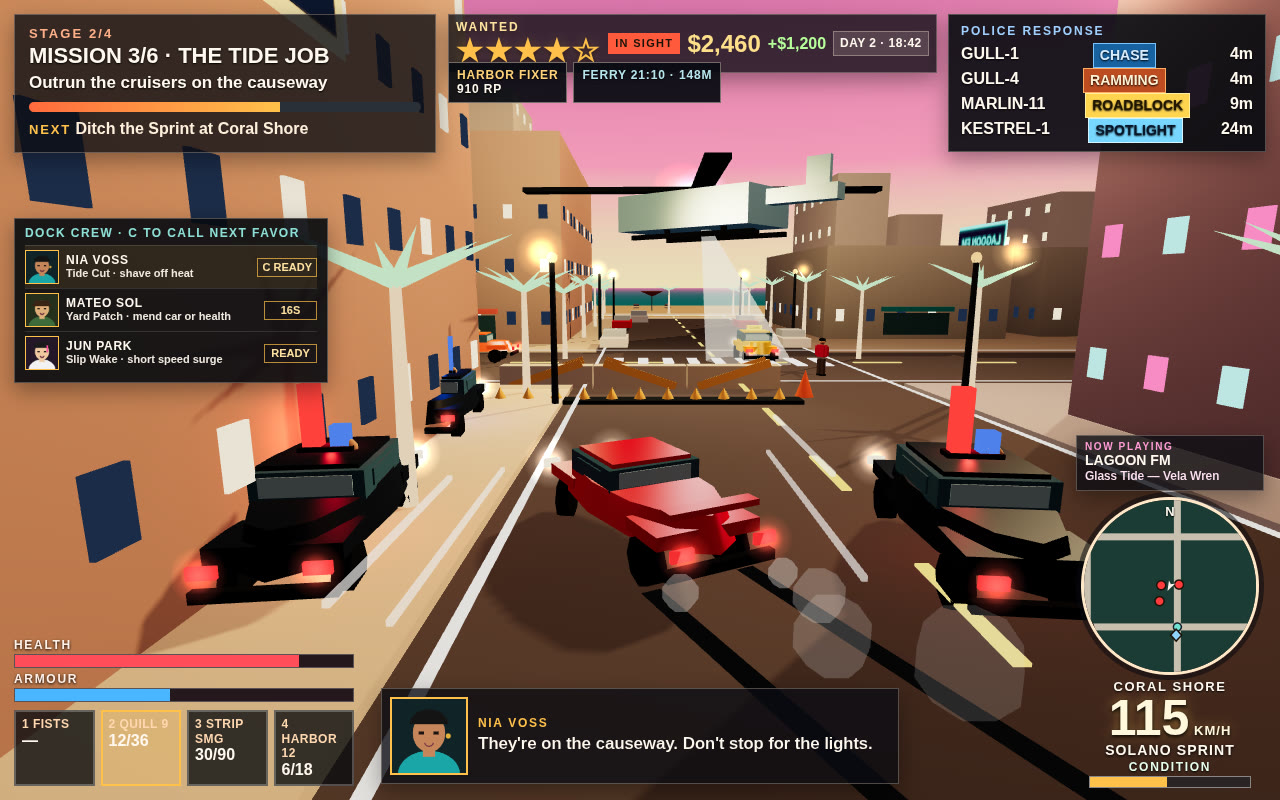 STAGE 2/4
MISSION 3/6 · THE TIDE JOB
Outrun the cruisers on the causeway
NEXT Ditch the Sprint at Coral Shore
WANTED
★★★★☆ IN SIGHT $2,460 +$1,200 DAY 2 · 18:42
HARBOR FIXER
910 RP
FERRY 21:10 · 148M
POLICE RESPONSE
GULL-1 CHASE 4m
GULL-4 RAMMING 4m
MARLIN-11 ROADBLOCK 9m
KESTREL-1 SPOTLIGHT 24m
DOCK CREW · C TO CALL NEXT FAVOR
NIA VOSS
Tide Cut · shave off heat
C READY
MATEO SOL
Yard Patch · mend car or health
16S
JUN PARK
Slip Wake · short speed surge
READY
NOW PLAYING
LAGOON FM
Glass Tide — Vela Wren
N
CORAL SHORE
115 KM/H
SOLANO SPRINT
CONDITION
HEALTH
ARMOUR
1 FISTS
—
2 QUILL 9
12/36
3 STRIP
SMG
30/90
4
HARBOR
12
6/18
NIA VOSS
They're on the causeway. Don't stop for the lights.